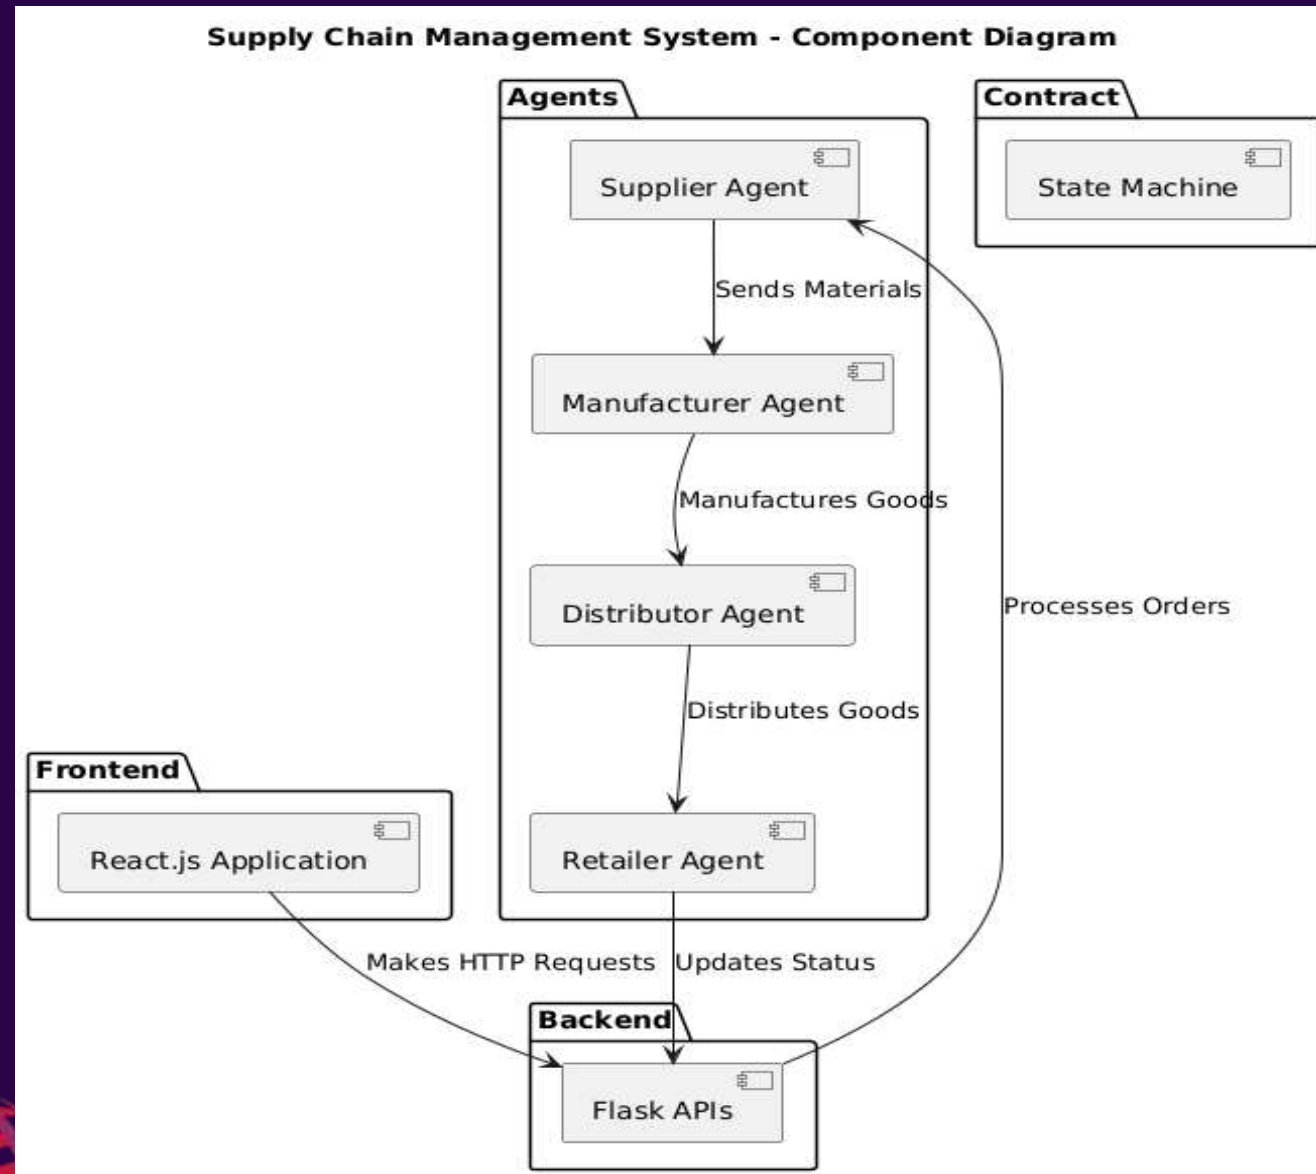 Supply Chain Management System - Component Diagram
Agents
Contract
Supplier Agent
State Machine
Sends Materials
Manufacturer Agent
Manufactures Goods
Distributor Agent
Processes Orders
Distributes Goods
Frontend
React.js Application
Retailer Agent
Makes HTTP Requests
Updates Status
Backend
Flask APIs